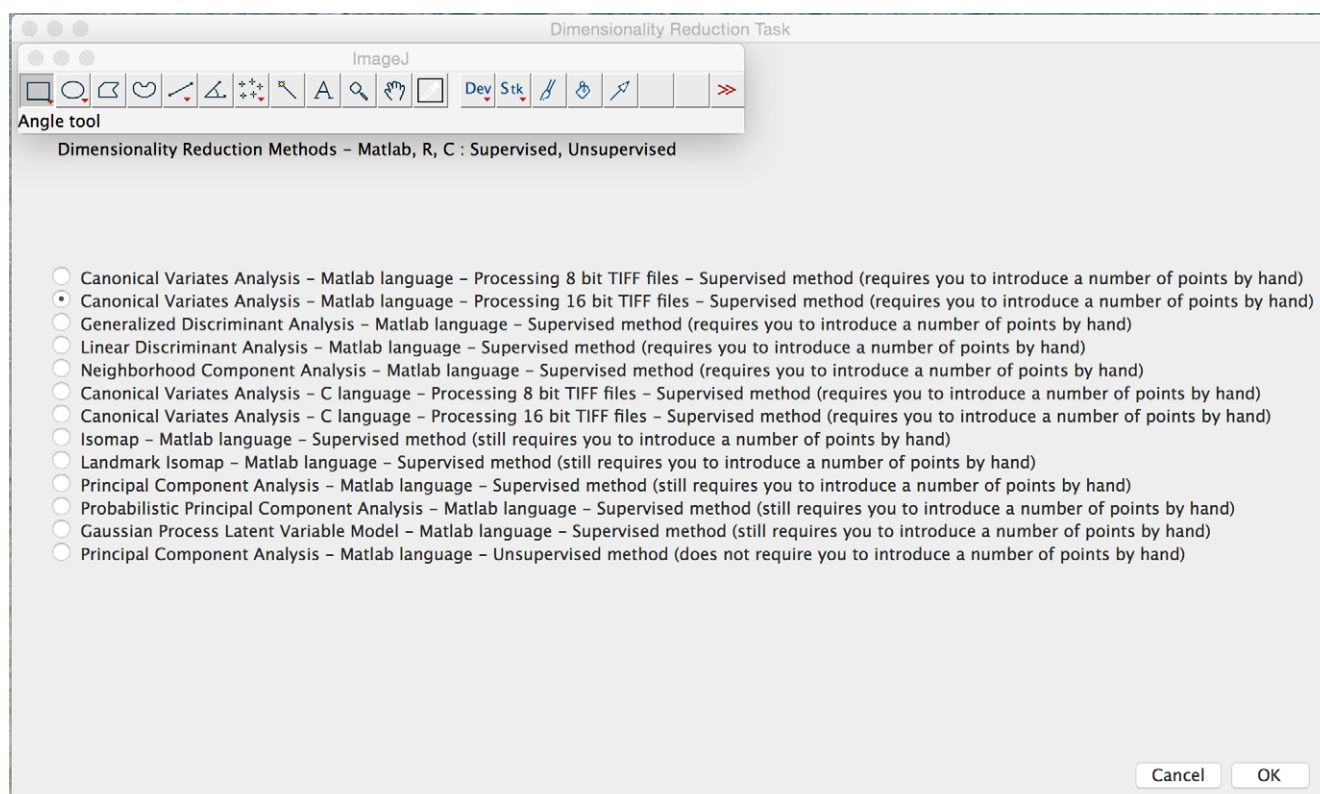 Dimensionality Reduction Task
ImageJ
A Dev Stk >>
Angle tool
Dimensionality Reduction Methods – Matlab, R, C : Supervised, Unsupervised
Canonical Variates Analysis – Matlab language – Processing 8 bit TIFF files – Supervised method (requires you to introduce a number of points by hand)
Canonical Variates Analysis – Matlab language – Processing 16 bit TIFF files – Supervised method (requires you to introduce a number of points by hand)
Generalized Discriminant Analysis – Matlab language – Supervised method (requires you to introduce a number of points by hand)
Linear Discriminant Analysis – Matlab language – Supervised method (requires you to introduce a number of points by hand)
Neighborhood Component Analysis – Matlab language – Supervised method (requires you to introduce a number of points by hand)
Canonical Variates Analysis – C language – Processing 8 bit TIFF files – Supervised method (requires you to introduce a number of points by hand)
Canonical Variates Analysis – C language – Processing 16 bit TIFF files – Supervised method (requires you to introduce a number of points by hand)
Isomap – Matlab language – Supervised method (still requires you to introduce a number of points by hand)
Landmark Isomap – Matlab language – Supervised method (still requires you to introduce a number of points by hand)
Principal Component Analysis – Matlab language – Supervised method (still requires you to introduce a number of points by hand)
Probabilistic Principal Component Analysis – Matlab language – Supervised method (still requires you to introduce a number of points by hand)
Gaussian Process Latent Variable Model – Matlab language – Supervised method (still requires you to introduce a number of points by hand)
Principal Component Analysis – Matlab language – Unsupervised method (does not require you to introduce a number of points by hand)
Cancel OK